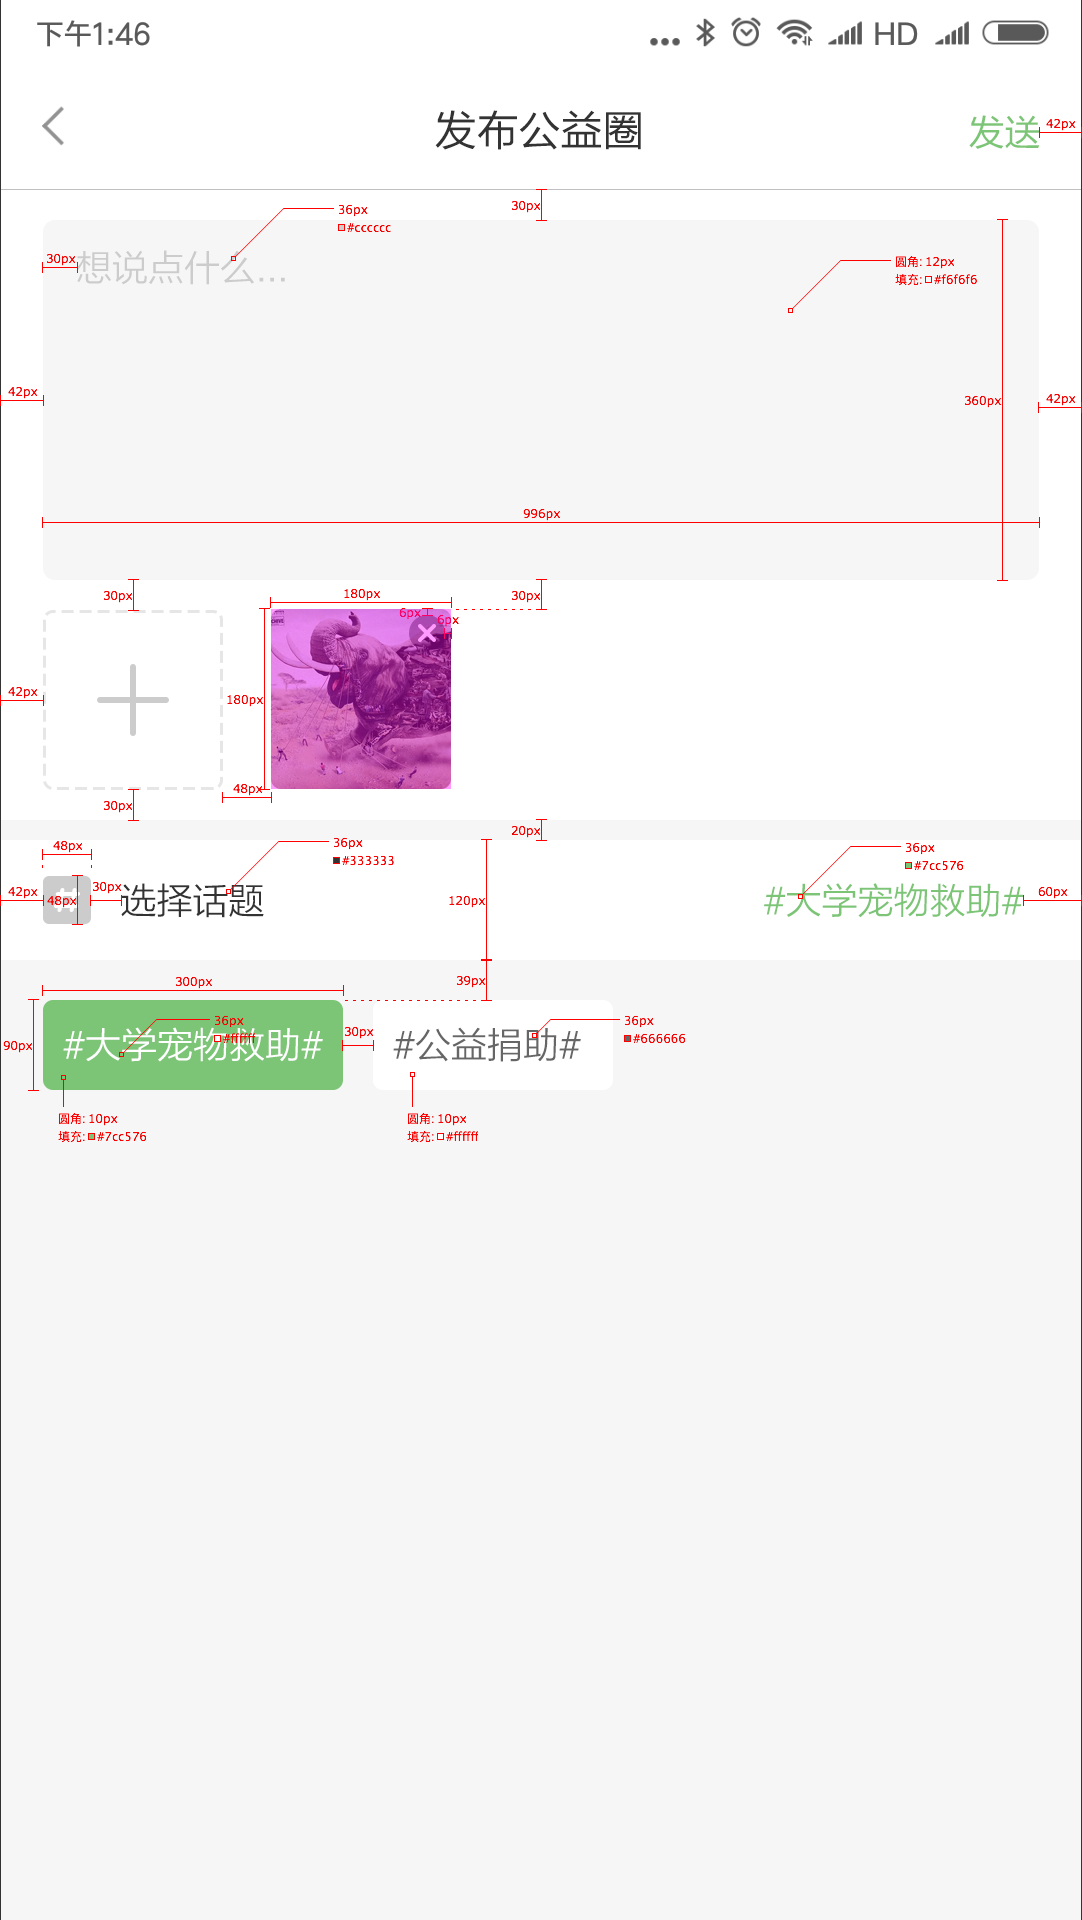 下午1:46
HD
发布公益圈
发送
42px
30px
36px
#cccccc
30px
想说点什么...
圆角: 12px
填充: #f6f6f6
42px
360px
42px
996px
30px
180px
30px
6px
6px
42px
180px
48px
30px
20px
48px
36px
#333333
36px
#7cc576
42px
48px
30px
选择话题
120px
#大学宠物救助#
60px
300px
39px
90px
36px
#ffffff
#大学宠物救助#
30px
36px
#666666
#公益捐助#
圆角: 10px
填充: #7cc576
圆角: 10px
填充: #ffffff